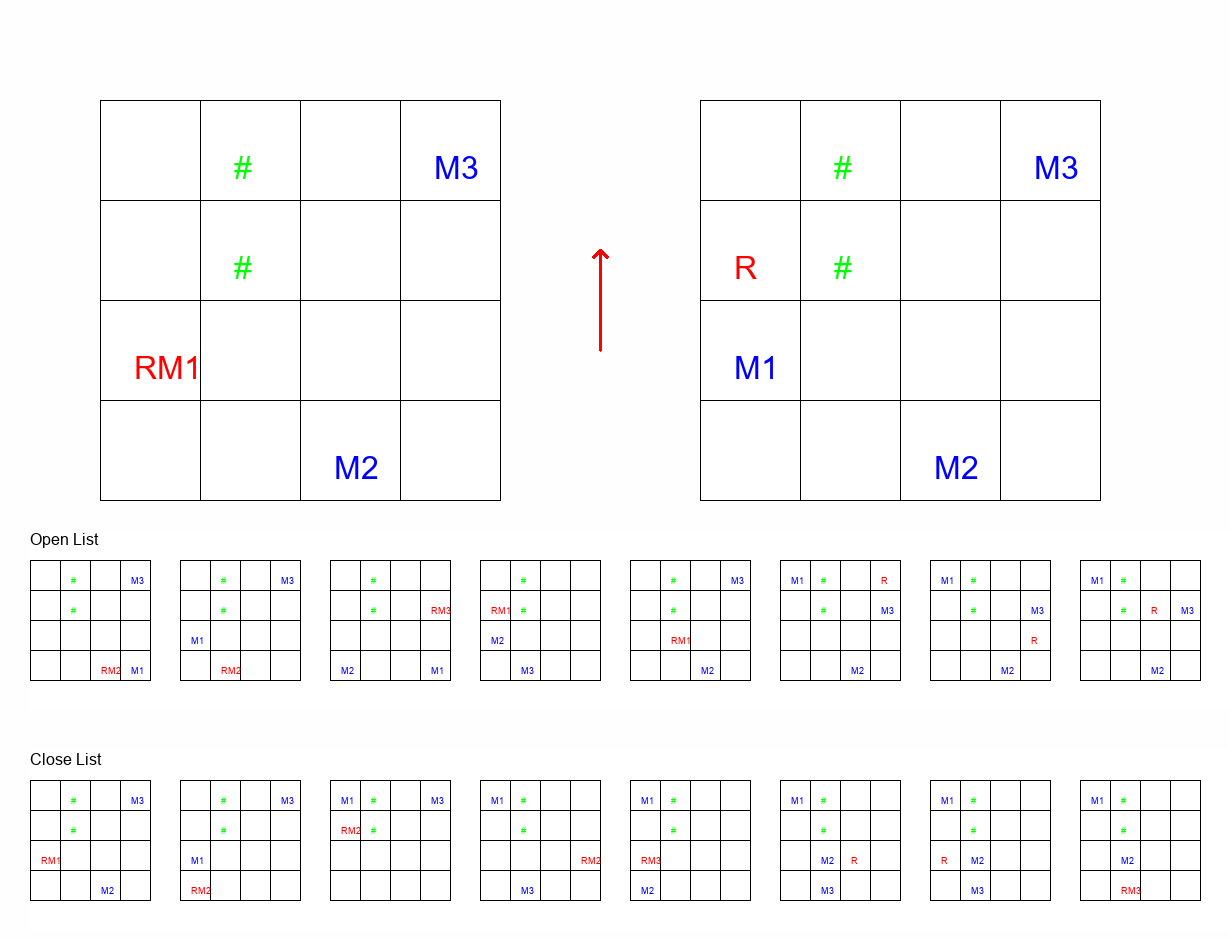 # M3 # M3
# R #
RM1 M1
M2 M2
Open List
# M3 # M3 # # # M3 M1 # R M1 # M1 #
# # # RM3 RM1 # # # M3 # M3 # R M3
M1 M2 RM1 R
RM2 M1 RM2 M2 M1 M3 M2 M2 M2 M2
Close List
# M3 # M3 M1 # M3 M1 # M1 # M1 # M1 # M1 #
# # RM2 # # # # # #
RM1 M1 RM2 RM3 M2 R R M2 M2
M2 RM2 M3 M2 M3 M3 RM3